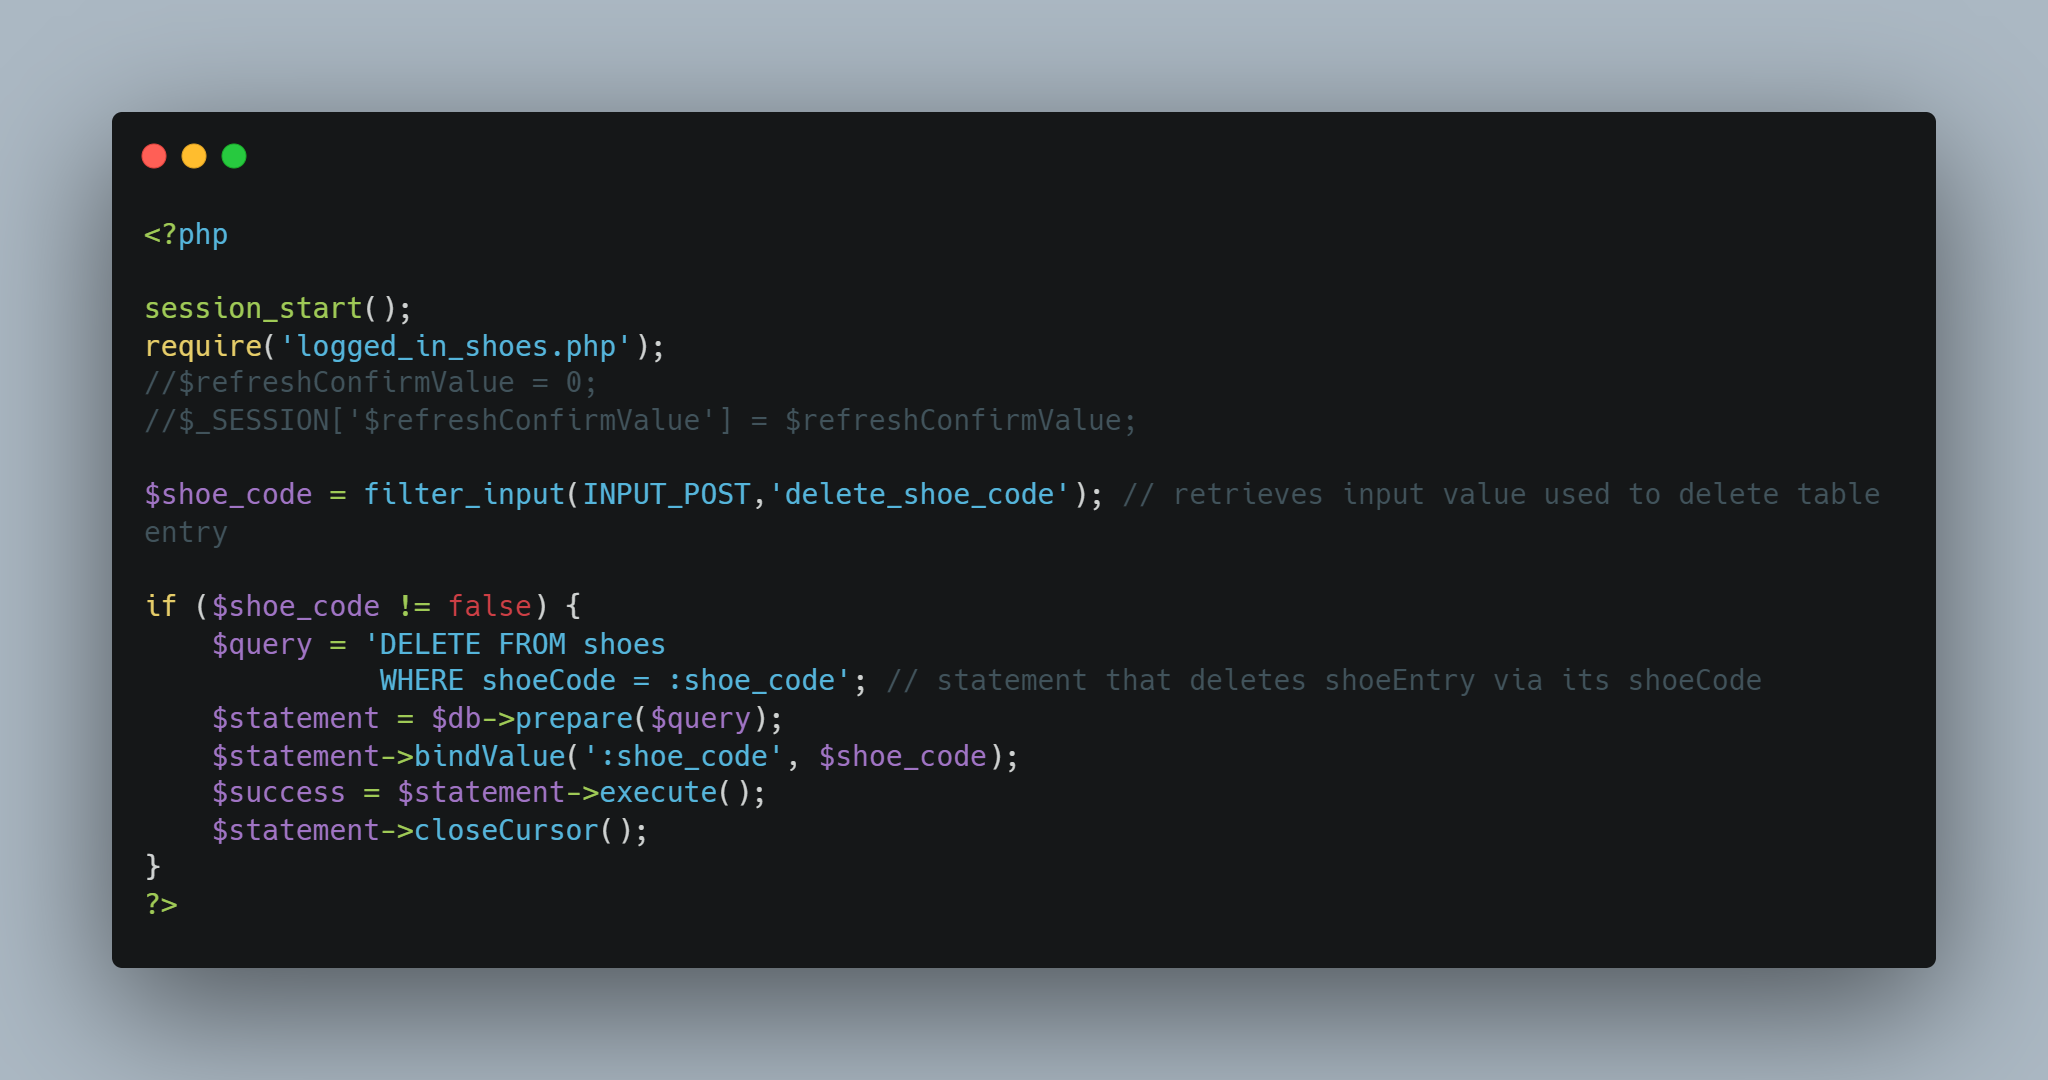 <?php
session_start();
require('logged_in_shoes.php');
//$refreshConfirmValue = 0;
//$_SESSION['$refreshConfirmValue'] = $refreshConfirmValue;
$shoe_code = filter_input(INPUT_POST,'delete_shoe_code'); // retrieves input value used to delete table
entry
if ($shoe_code != false) {
    $query = 'DELETE FROM shoes
              WHERE shoeCode = :shoe_code'; // statement that deletes shoeEntry via its shoeCode
    $statement = $db->prepare($query);
    $statement->bindValue(':shoe_code', $shoe_code);
    $success = $statement->execute();
    $statement->closeCursor();
}
?>